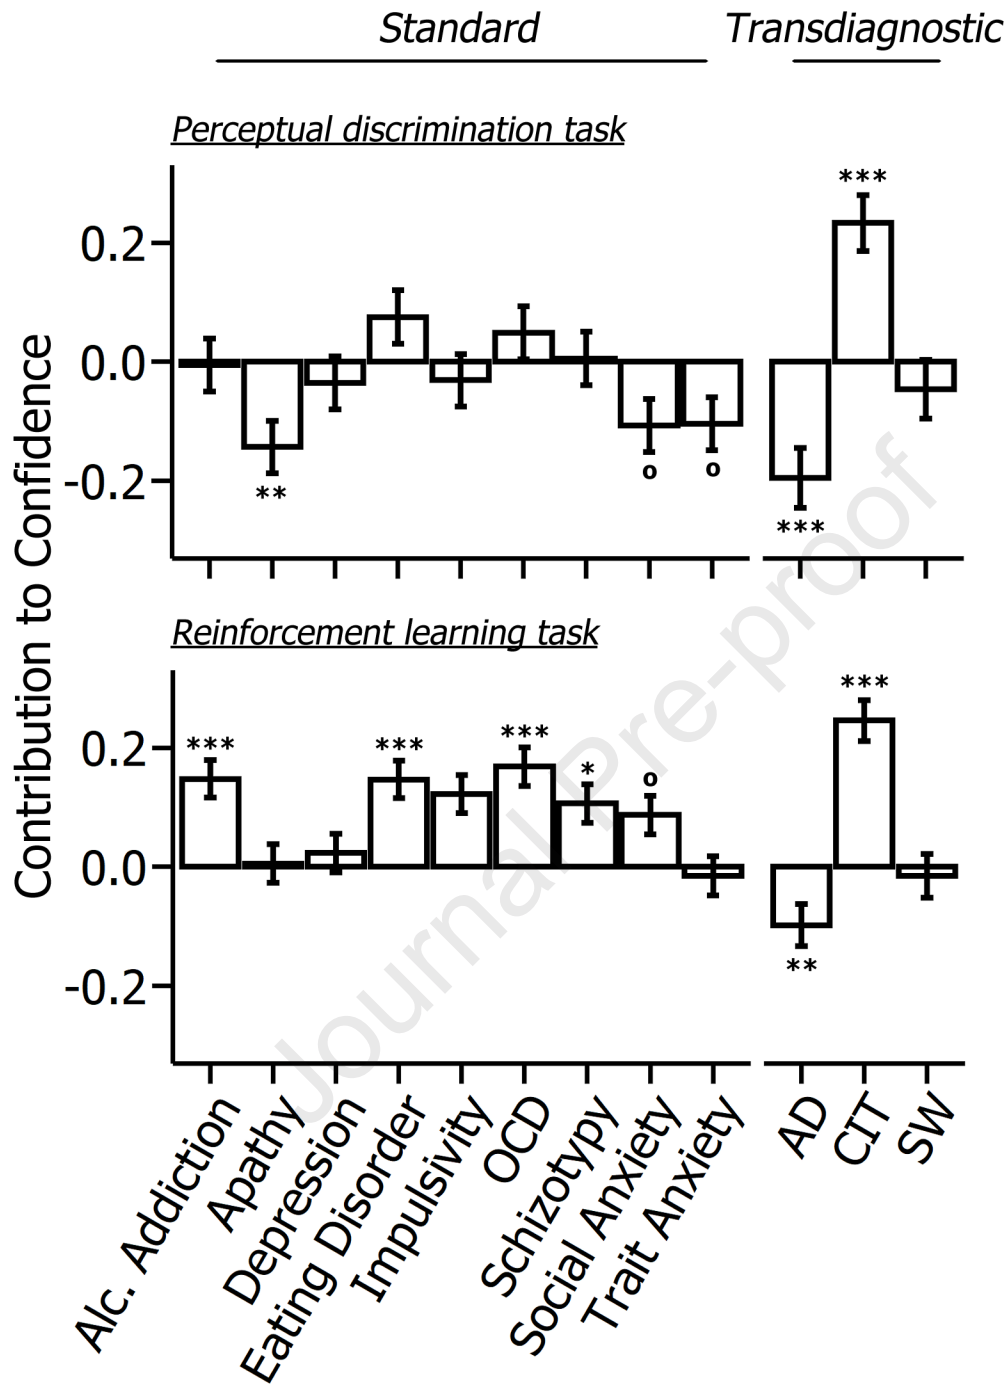 Standard Transdiagnostic
Perceptual discrimination task
***
0.2
0.0
-0.2
o o
**
***
Contribution to Confidence
Reinforcement learning task
***
*** *** ***
0.2
* o
0.0
-0.2
**
Alc. Addiction
Apathy
Depression
Eating Disorder
Impulsivity
OCD
Schizotypy
Social Anxiety
Trait Anxiety
AD
CIT
SW
Journal Pre-proof